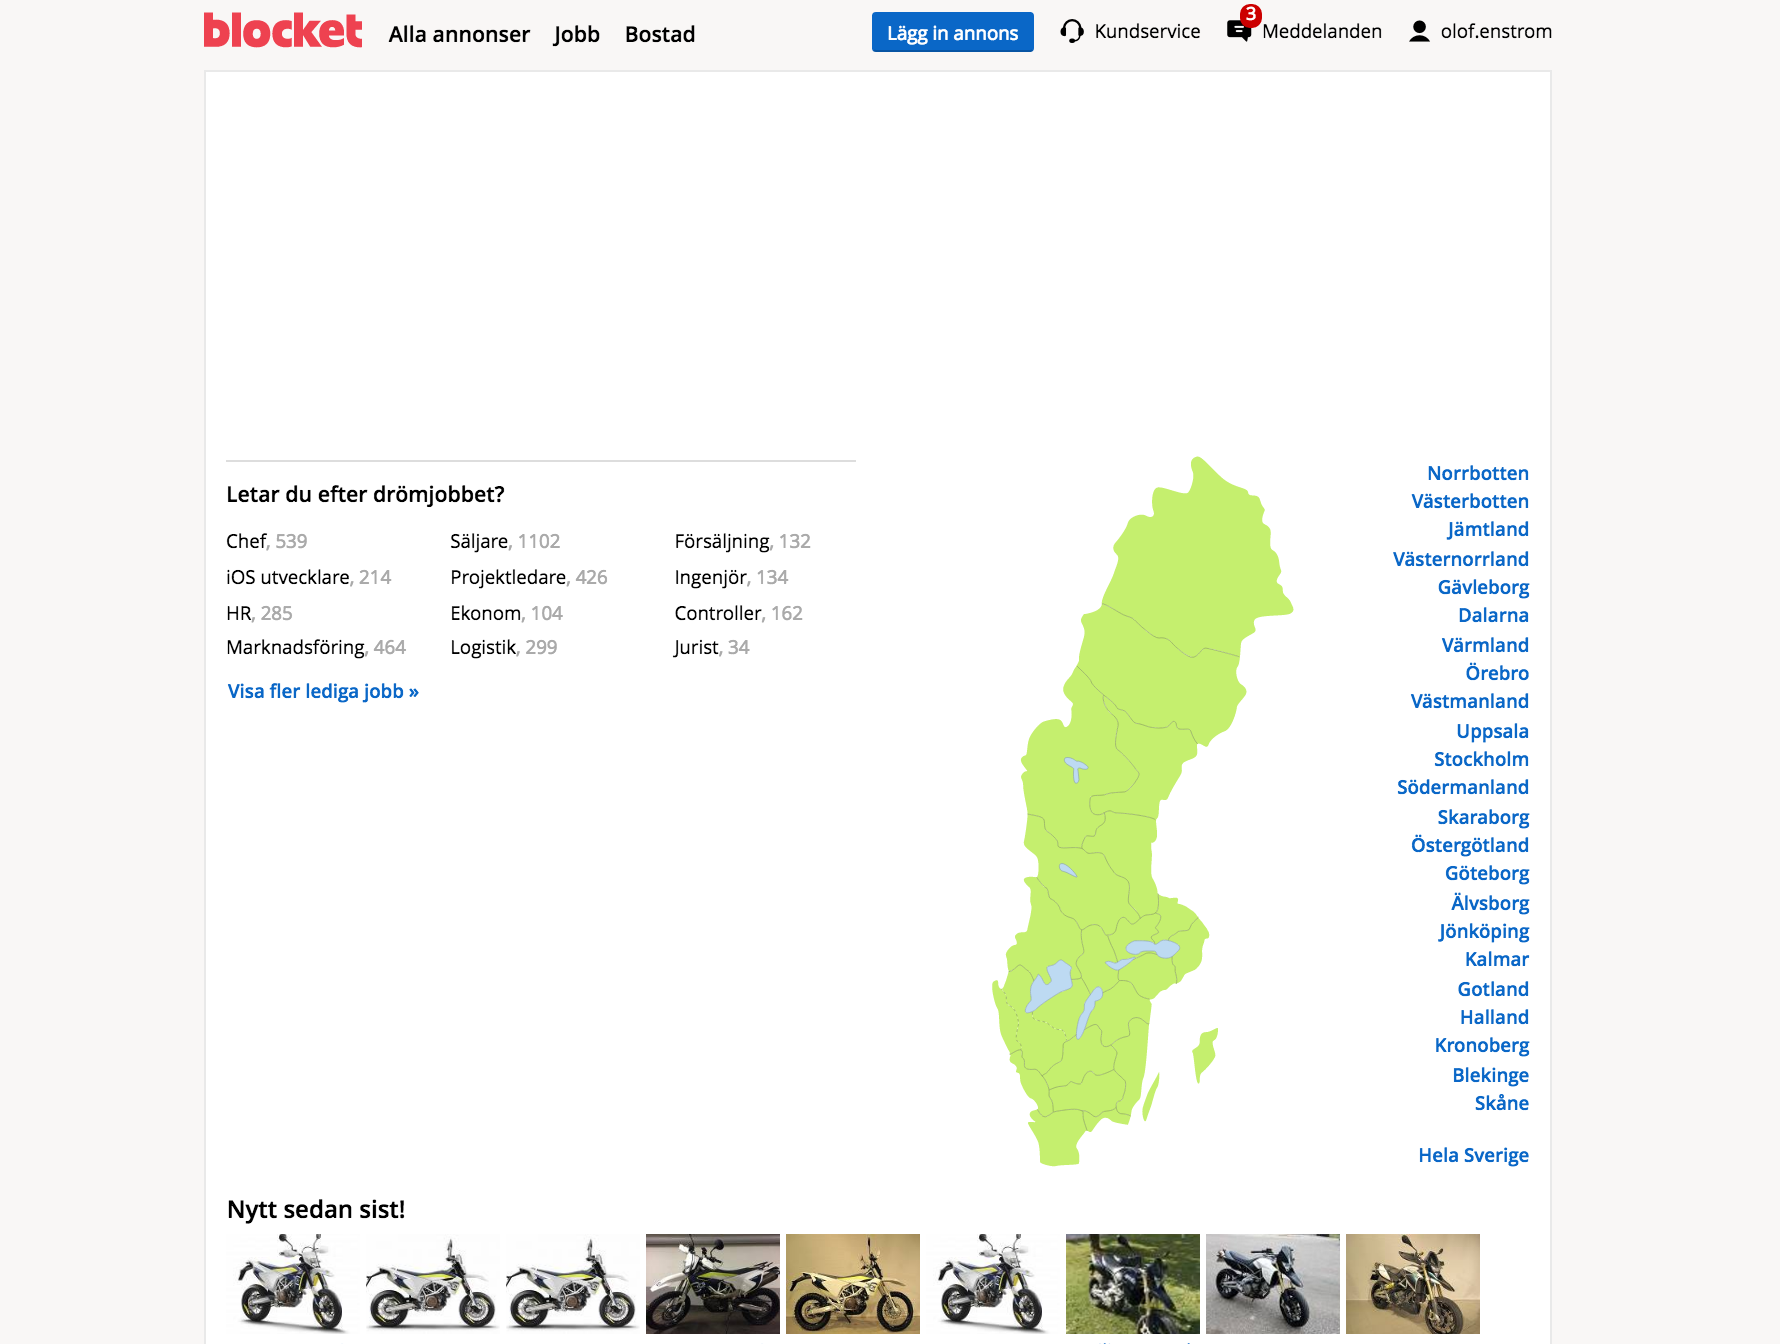 blocket Alla annonser Jobb Bostad Lägg in annons Kundservice 3 Meddelanden olof.enstrom
Letar du efter drömjobbet?
Chef, 539 Säljare, 1102 Försäljning, 132
iOS utvecklare, 214 Projektledare, 426 Ingenjör, 134
HR, 285 Ekonom, 104 Controller, 162
Marknadsföring, 464 Logistik, 299 Jurist, 34
Visa fler lediga jobb »
Norrbotten
Västerbotten
Jämtland
Västernorrland
Gävleborg
Dalarna
Värmland
Örebro
Västmanland
Uppsala
Stockholm
Södermanland
Skaraborg
Östergötland
Göteborg
Älvsborg
Jönköping
Kalmar
Gotland
Halland
Kronoberg
Blekinge
Skåne
Hela Sverige
Nytt sedan sist!